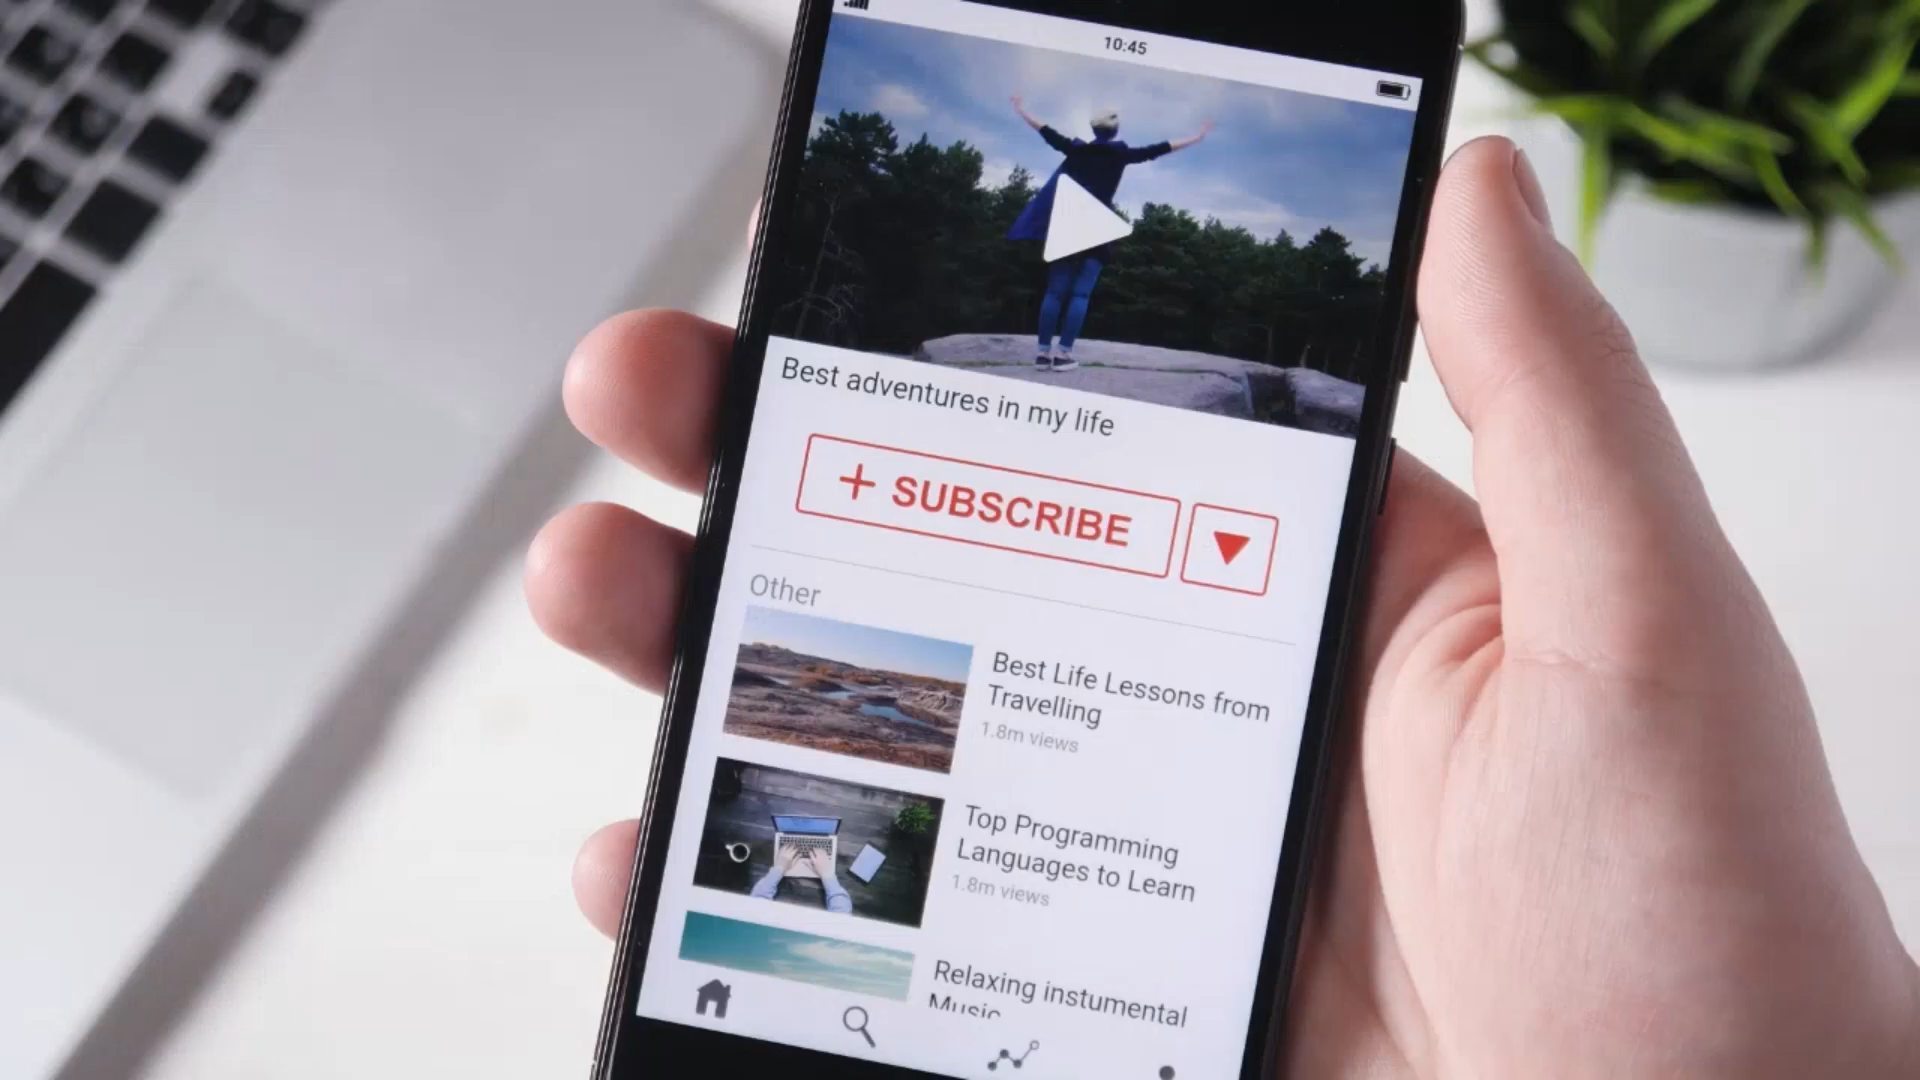 10:45
Best adventures in my life
+ SUBSCRIBE
Other
Best Life Lessons from
Travelling
1.8m views
Top Programming
Languages to Learn
1.8m views
Relaxing instumental
Music